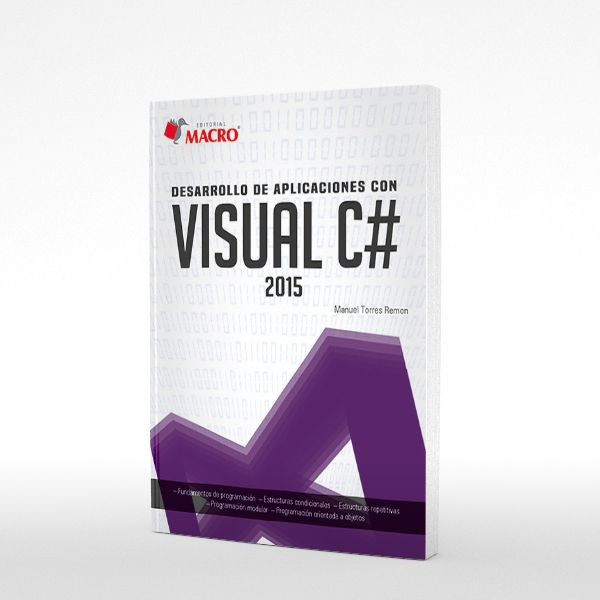 EDITORIAL
MACRO®
DESARROLLO DE APLICACIONES CON
VISUAL C#
2015
Manuel Torres Remon
– Fundamentos de programación – Estructuras condicionales – Estructuras repetitivas
– Programación modular – Programación orientada a objetos